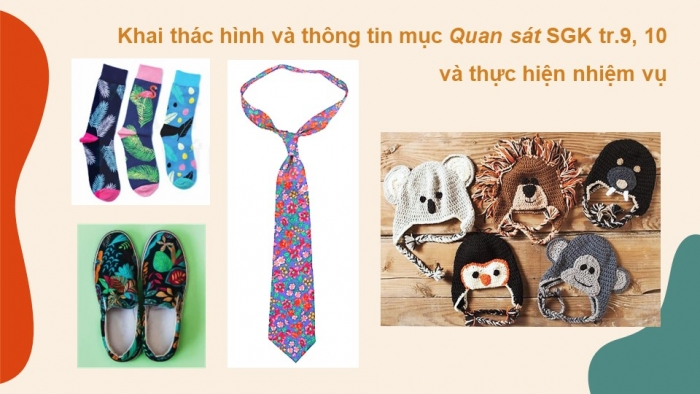 Khai thác hình và thông tin mục Quan sát SGK tr.9, 10
và thực hiện nhiệm vụ